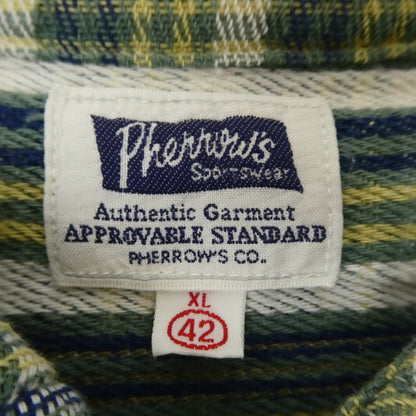 Pherrow's
Sportswear
Authentic Garment
APPROVABLE STANDARD
PHERROW'S CO.
XL
42